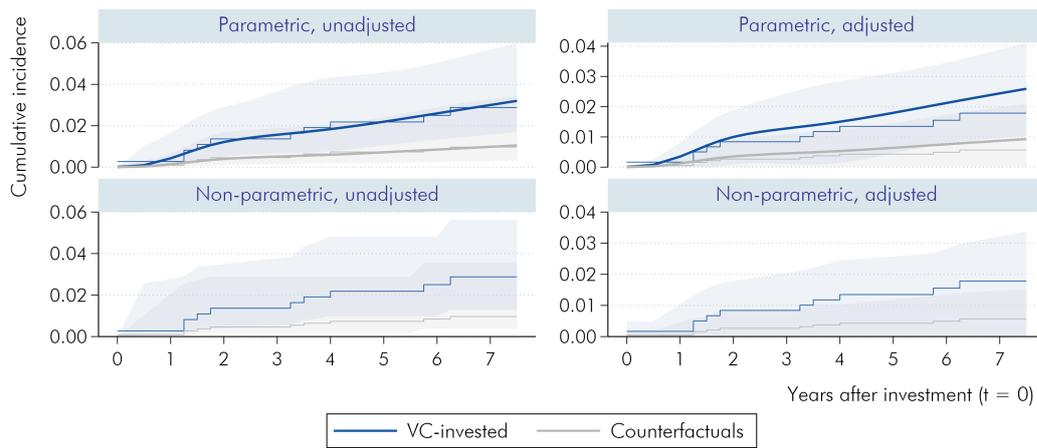 Cumulative incidence
Parametric, unadjusted
0.06
0.04
0.02
0.00
Parametric, adjusted
0.04
0.03
0.02
0.01
0.00
Non-parametric, unadjusted
0.06
0.04
0.02
0.00
0 1 2 3 4 5 6 7
Non-parametric, adjusted
0.04
0.03
0.02
0.01
0.00
0 1 2 3 4 5 6 7
Years after investment (t = 0)
VC-invested Counterfactuals